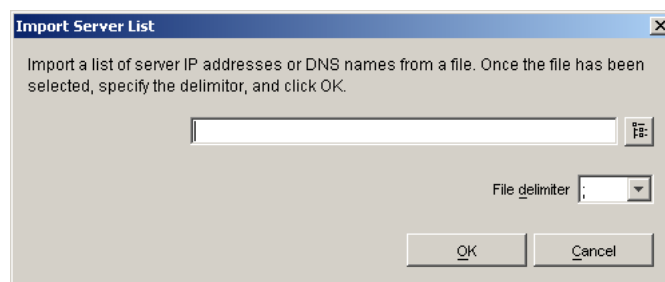 Import Server List
Import a list of server IP addresses or DNS names from a file. Once the file has been
selected, specify the delimitor, and click OK.
File delimiter ;
OK Cancel